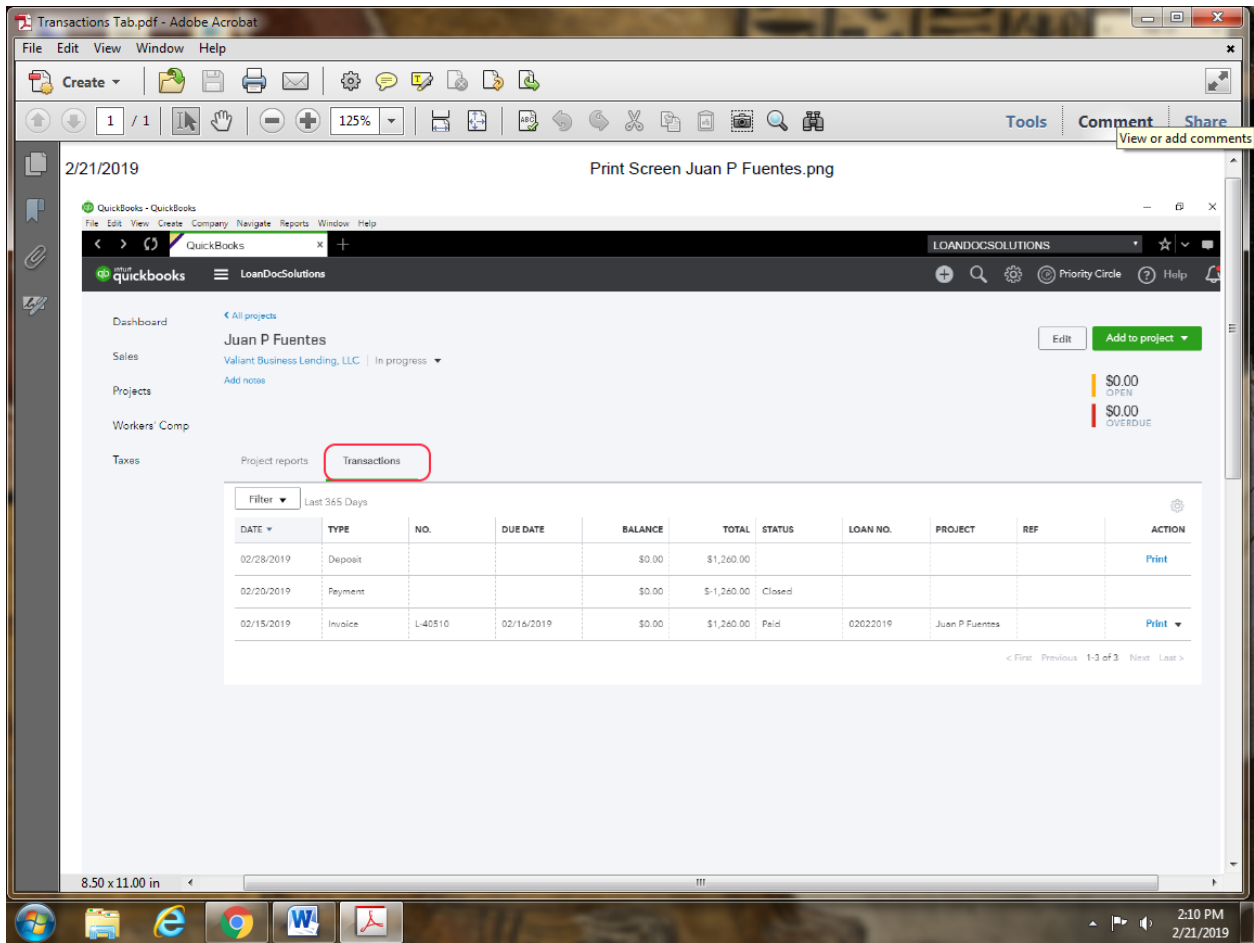 Transactions Tab.pdf - Adobe Acrobat
File Edit View Window Help
Create
1 / 1 125% Tools Comment Share
View or add comments
2/21/2019 Print Screen Juan P Fuentes.png
QuickBooks - QuickBooks
File Edit View Create Company Navigate Reports Window Help
QuickBooks × LOANDOCSOLUTIONS
intuit quickbooks LoanDocSolutions Priority Circle Help
Dashboard
Sales
Projects
Workers' Comp
Taxes
All projects
Juan P Fuentes
Valiant Business Lending, LLC | In progress
Add notes
Edit Add to project
$0.00
OPEN
$0.00
OVERDUE
Project reports Transactions
Filter Last 365 Days
DATE TYPE NO. DUE DATE BALANCE TOTAL STATUS LOAN NO. PROJECT REF ACTION
02/28/2019 Deposit $0.00 $1,260.00 Print
02/20/2019 Payment $0.00 $-1,260.00 Closed
02/15/2019 Invoice L-40510 02/16/2019 $0.00 $1,260.00 Paid 02022019 Juan P Fuentes Print
< First Previous 1-3 of 3 Next Last >
8.50 x 11.00 in
2:10 PM
2/21/2019